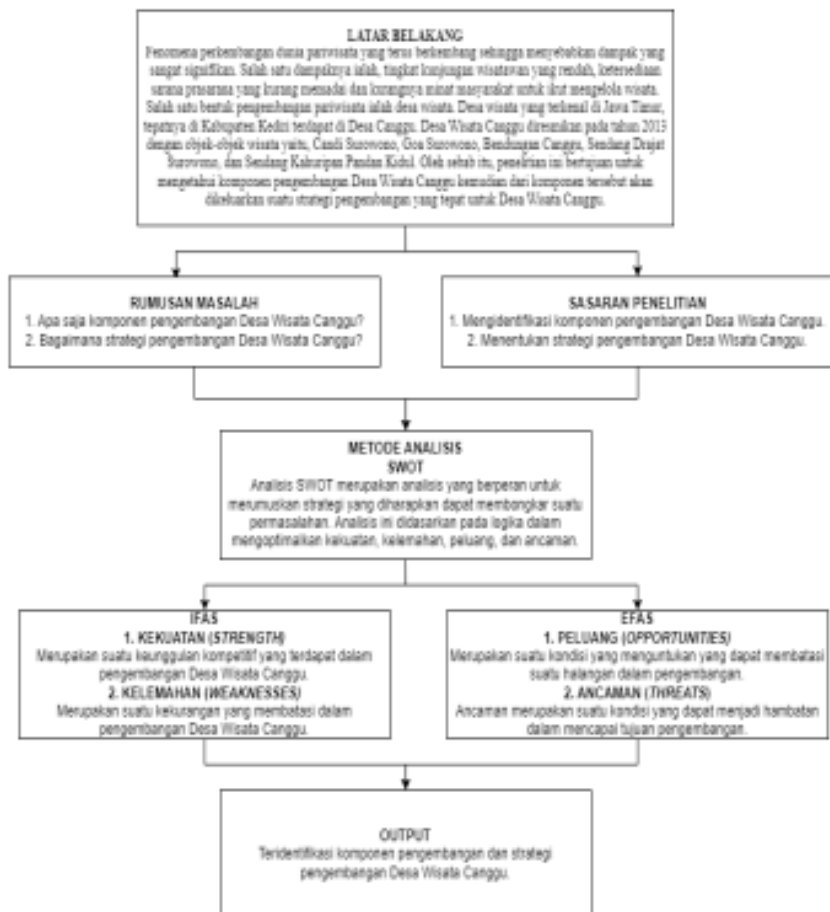 LATAR BELAKANG
Fenomena perkembangan dunia pariwisata yang terus berkembang sehingga menyebabkan dampak yang
sangat signifikan. Salah satu dampaknya ialah, tingkat kunjungan wisatawan yang rendah, ketersediaan
sarana prasarana yang kurang memadai dan kurangnya minat masyarakat untuk ikut mengelola wisata.
Salah satu bentuk pengembangan pariwisata ialah desa wisata. Desa wisata yang terkenal di Jawa Timur,
tepatnya di Kabupaten Kediri terdapat di Desa Canggu. Desa Wisata Canggu diresmikan pada tahun 2013
dengan objek-objek wisata yaitu, Candi Surowono, Goa Surowono, Bendungan Canggu, Sendang Drajat
Surowono, dan Sendang Kahuripan Pandan Kidul. Oleh sebab itu, penelitian ini bertujuan untuk
mengetahui komponen pengembangan Desa Wisata Canggu kemudian dari komponen tersebut akan
dikeluarkan suatu strategi pengembangan yang tepat untuk Desa Wisata Canggu.
RUMUSAN MASALAH
1. Apa saja komponen pengembangan Desa Wisata Canggu?
2. Bagaimana strategi pengembangan Desa Wisata Canggu?
SASARAN PENELITIAN
1. Mengidentifikasi komponen pengembangan Desa Wisata Canggu.
2. Menentukan strategi pengembangan Desa Wisata Canggu.
METODE ANALISIS
SWOT
Analisis SWOT merupakan analisis yang berperan untuk
merumuskan strategi yang diharapkan dapat membongkar suatu
permasalahan. Analisis ini didasarkan pada logika dalam
mengoptimalkan kekuatan, kelemahan, peluang, dan ancaman.
IFAS
1. KEKUATAN (STRENGTH)
Merupakan suatu keunggulan kompetitif yang terdapat dalam
pengembangan Desa Wisata Canggu.
2. KELEMAHAN (WEAKNESSES)
Merupakan suatu kekurangan yang membatasi dalam
pengembangan Desa Wisata Canggu.
EFAS
1. PELUANG (OPPORTUNITIES)
Merupakan suatu kondisi yang menguntukan yang dapat membatasi
suatu halangan dalam pengembangan.
2. ANCAMAN (THREATS)
Ancaman merupakan suatu kondisi yang dapat menjadi hambatan
dalam mencapai tujuan pengembangan.
OUTPUT
Teridentifikasi komponen pengembangan dan strategi
pengembangan Desa Wisata Canggu.